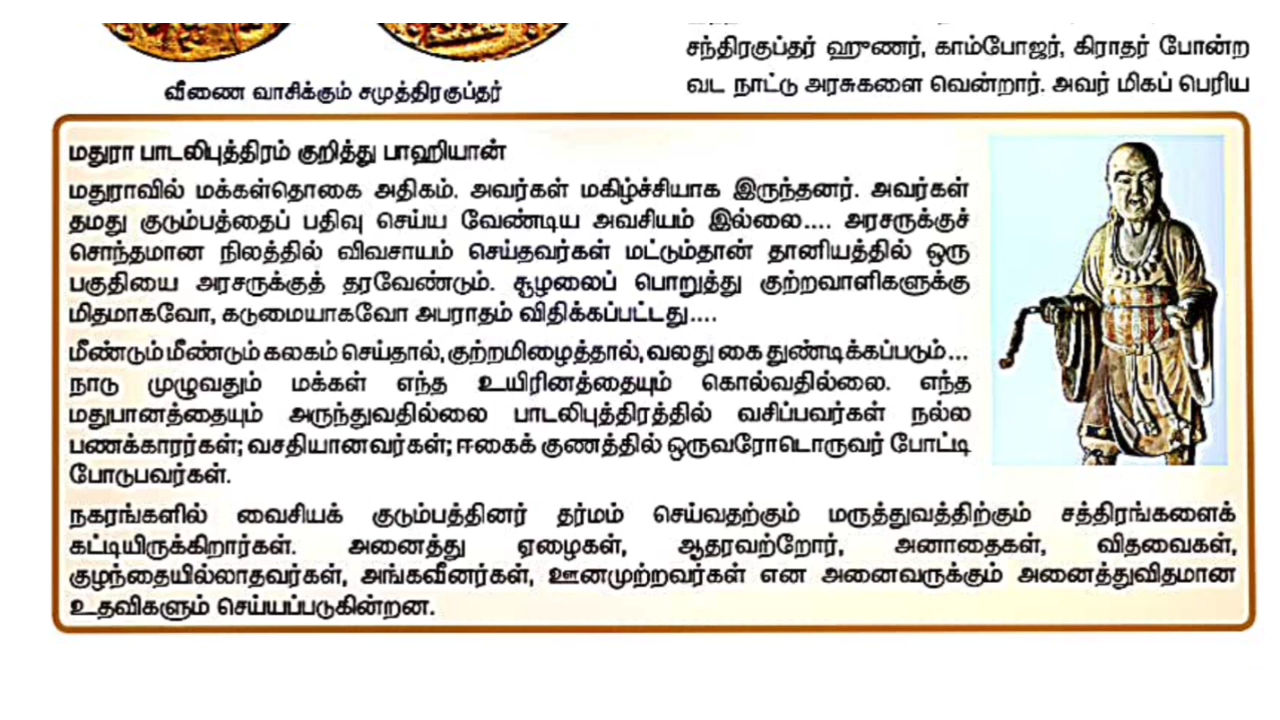 சந்திரகுப்தர் ஹுணர், காம்போஜர், கிராதர் போன்ற
வட நாட்டு அரசுகளை வென்றார். அவர் மிகப் பெரிய
வீணை வாசிக்கும் சமுத்திரகுப்தர்
மதுரா பாடலிபுத்திரம் குறித்து பாஹியான்
மதுராவில் மக்கள்தொகை அதிகம். அவர்கள் மகிழ்ச்சியாக இருந்தனர். அவர்கள்
தமது குடும்பத்தைப் பதிவு செய்ய வேண்டிய அவசியம் இல்லை.... அரசருக்குச்
சொந்தமான நிலத்தில் விவசாயம் செய்தவர்கள் மட்டும்தான் தானியத்தில் ஒரு
பகுதியை அரசருக்குத் தரவேண்டும். சூழலைப் பொறுத்து குற்றவாளிகளுக்கு
மிதமாகவோ, கடுமையாகவோ அபராதம் விதிக்கப்பட்டது....
மீண்டும் மீண்டும் கலகம் செய்தால், குற்றமிழைத்தால், வலது கை துண்டிக்கப்படும்...
நாடு முழுவதும் மக்கள் எந்த உயிரினத்தையும் கொல்வதில்லை. எந்த
மதுபானத்தையும் அருந்துவதில்லை பாடலிபுத்திரத்தில் வசிப்பவர்கள் நல்ல
பணக்காரர்கள்; வசதியானவர்கள்; ஈகைக் குணத்தில் ஒருவரோடொருவர் போட்டி
போடுபவர்கள்.
நகரங்களில் வைசியக் குடும்பத்தினர் தர்மம் செய்வதற்கும் மருத்துவத்திற்கும் சத்திரங்களைக்
கட்டியிருக்கிறார்கள். அனைத்து ஏழைகள், ஆதரவற்றோர், அனாதைகள், விதவைகள்,
குழந்தையில்லாதவர்கள், அங்கவீனர்கள், ஊனமுற்றவர்கள் என அனைவருக்கும் அனைத்துவிதமான
உதவிகளும் செய்யப்படுகின்றன.